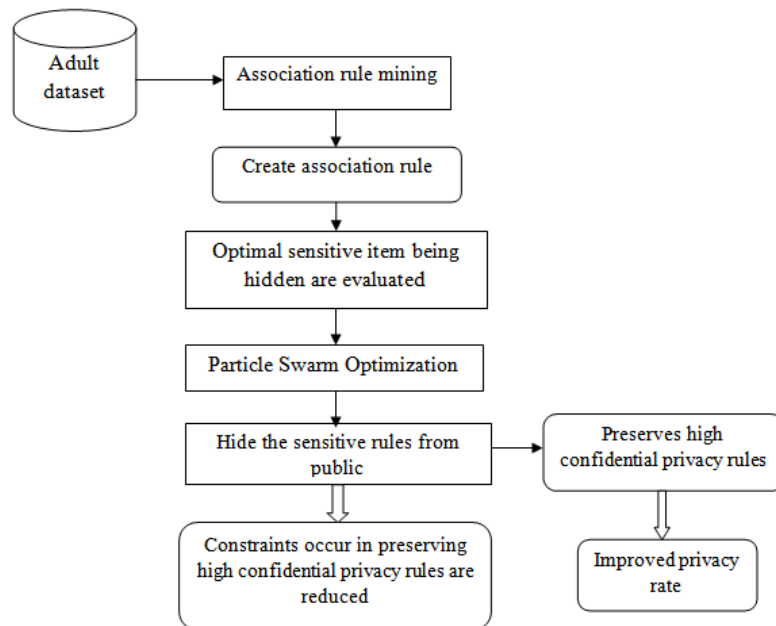 Adult
dataset
Association rule mining
Create association rule
Optimal sensitive item being
hidden are evaluated
Particle Swarm Optimization
Hide the sensitive rules from
public
Preserves high
confidential privacy rules
Constraints occur in preserving
high confidential privacy rules are
reduced
Improved privacy
rate